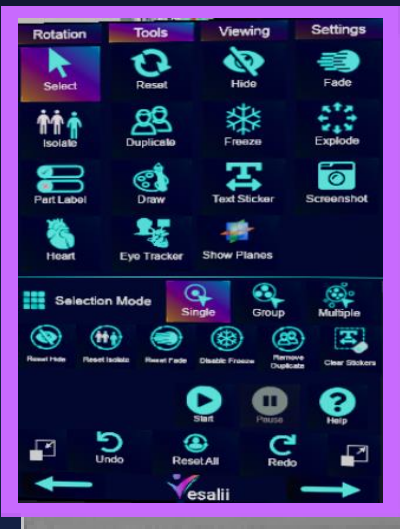 Rotation Tools Viewing Settings
Select Reset Hide Fade
Isolate Duplicate Freeze Explode
Part Label Draw Text Sticker Screenshot
Heart Eye Tracker Show Planes
Selection Mode Single Group Multiple
Reset Hide Reset Isolate Reset Fade Disable Freeze Remove Duplicate Clear Stickers
Start Pause Help
Undo Reset All Redo
Vesalii